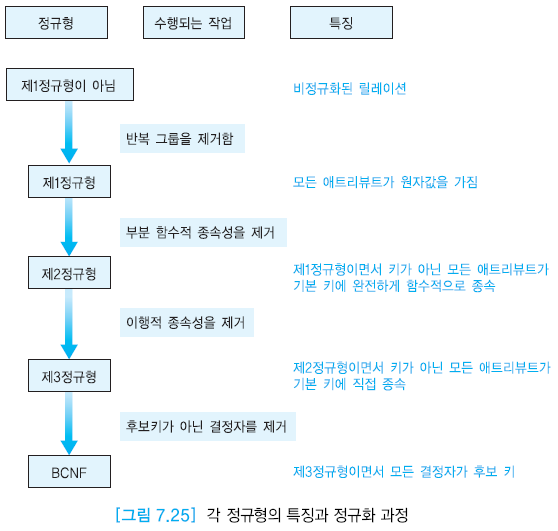 정규형 수행되는 작업 특징
제1정규형이 아님 비정규화된 릴레이션
반복 그룹을 제거함
제1정규형 모든 애트리뷰트가 원자값을 가짐
부분 함수적 종속성을 제거
제2정규형 제1정규형이면서 키가 아닌 모든 애트리뷰트가
기본 키에 완전하게 함수적으로 종속
이행적 종속성을 제거
제3정규형 제2정규형이면서 키가 아닌 모든 애트리뷰트가
기본 키에 직접 종속
후보키가 아닌 결정자를 제거
BCNF 제3정규형이면서 모든 결정자가 후보 키
[그림 7.25] 각 정규형의 특징과 정규화 과정